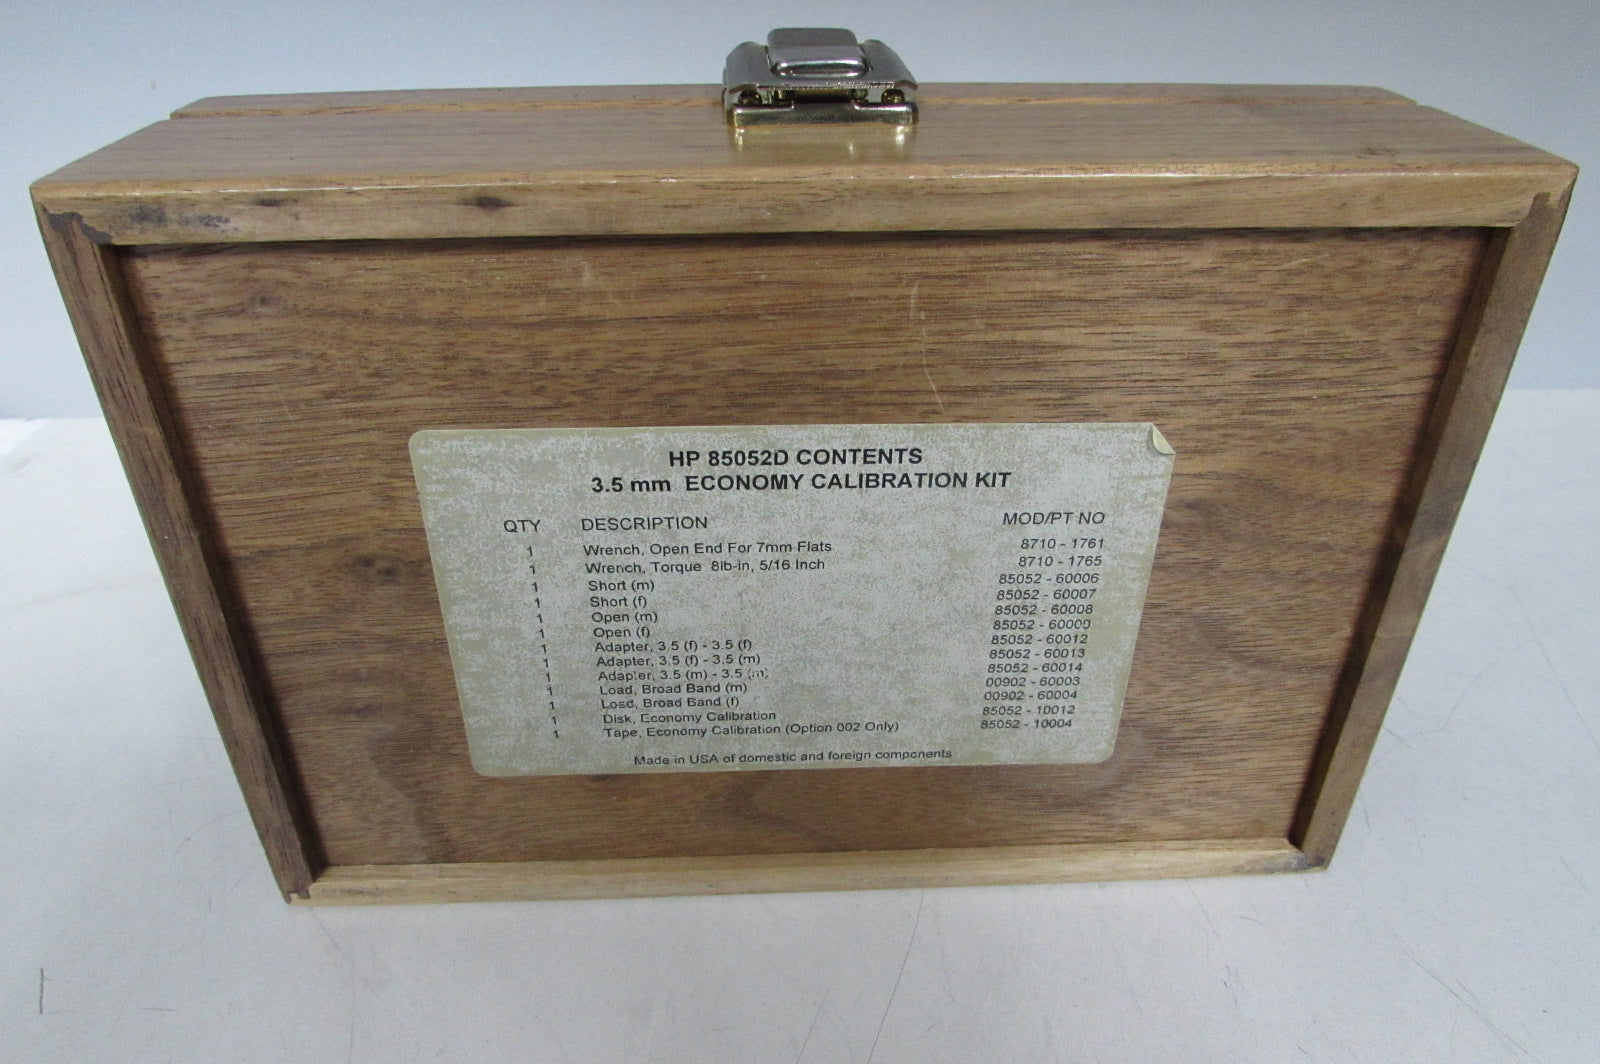 HP 85052D CONTENTS
3.5 mm ECONOMY CALIBRATION KIT
QTY DESCRIPTION MOD/PT NO
1 Wrench, Open End For 7mm Flats 8710 - 1761
1 Wrench, Torque 8lb-in, 5/16 Inch 8710 - 1765
1 Short (m) 85052 - 60006
1 Short (f) 85052 - 60007
1 Open (m) 85052 - 60008
1 Open (f) 85052 - 60009
1 Adapter, 3.5 (f) - 3.5 (f) 85052 - 60012
1 Adapter, 3.5 (f) - 3.5 (m) 85052 - 60013
1 Adapter, 3.5 (m) - 3.5 (m) 85052 - 60014
1 Load, Broad Band (m) 00902 - 60003
1 Load, Broad Band (f) 00902 - 60004
1 Disk, Economy Calibration 85052 - 10012
1 Tape, Economy Calibration (Option 002 Only) 85052 - 10004
Made in USA of domestic and foreign components